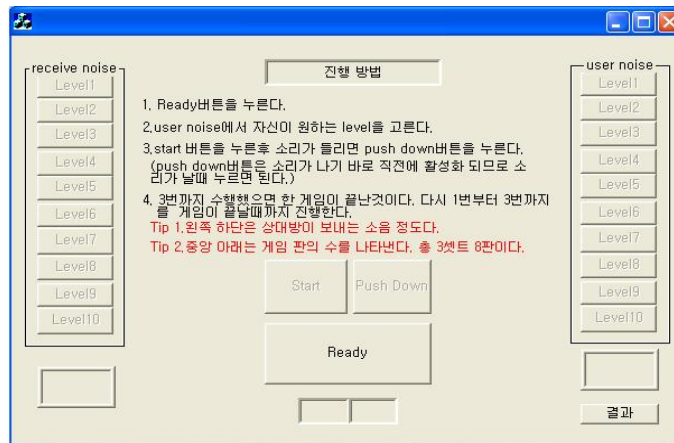 receive noise
Level1
Level2
Level3
Level4
Level5
Level6
Level7
Level8
Level9
Level10
진행 방법
1. Ready버튼을 누른다.
2.user noise에서 자신이 원하는 level을 고른다.
3.start 버튼을 누른후 소리가 들리면 push down버튼을 누른다.
(push down버튼은 소리가 나기 바로 직전에 활성화 되므로 소
리가 날때 누르면 된다.)
4. 3번까지 수행했으면 한 게임이 끝난것이다. 다시 1번부터 3번까지
를 게임이 끝날때까지 진행한다.
Tip 1.왼쪽 하단은 상대방이 보내는 소음 정도다.
Tip 2.중앙 아래는 게임 판의 수를 나타낸다. 총 3셋트 8판이다.
Start
Push Down
Ready
user noise
Level1
Level2
Level3
Level4
Level5
Level6
Level7
Level8
Level9
Level10
결과